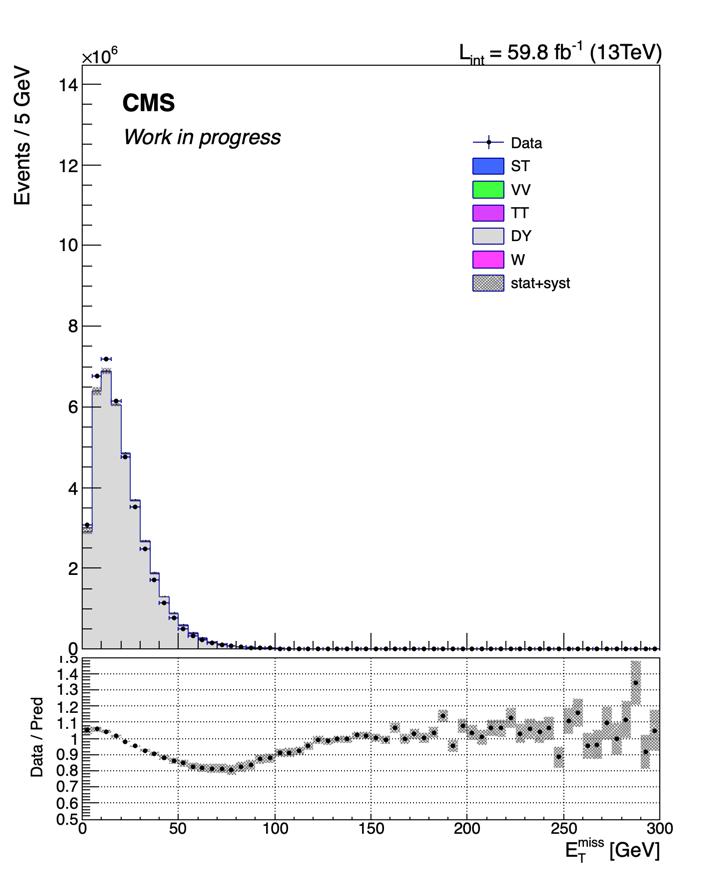 ×10⁶
L_int = 59.8 fb⁻¹ (13TeV)
Events / 5 GeV
14
12
10
8
6
4
2
0
CMS
Work in progress
Data
ST
VV
TT
DY
W
stat+syst
Data / Pred
1.5
1.4
1.3
1.2
1.1
1
0.9
0.8
0.7
0.6
0.5
0 50 100 150 200 250 300
E_T^miss [GeV]